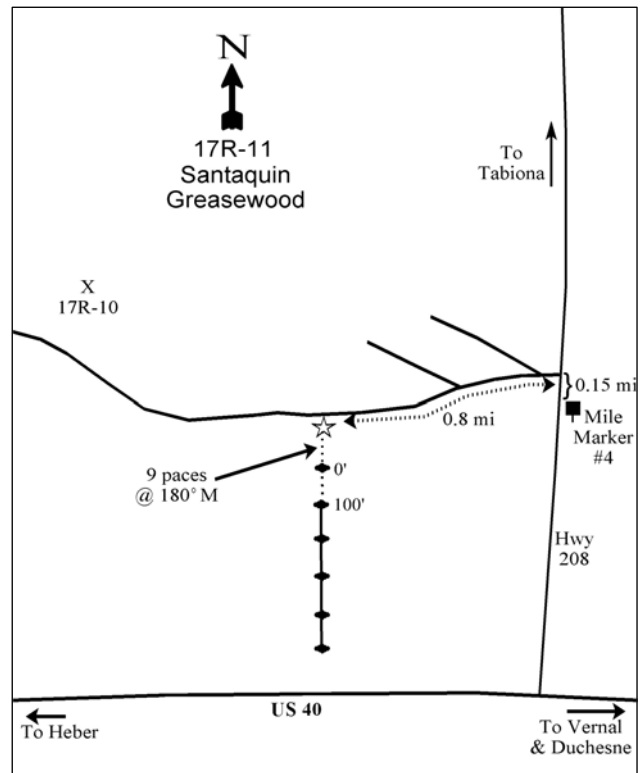 N
17R-11
Santaquin
Greasewood
To
Tabiona
X
17R-10
0.15 mi
0.8 mi
Mile
Marker
#4
9 paces
@ 180° M
0'
100'
Hwy
208
US 40
To Heber
To Vernal
& Duchesne